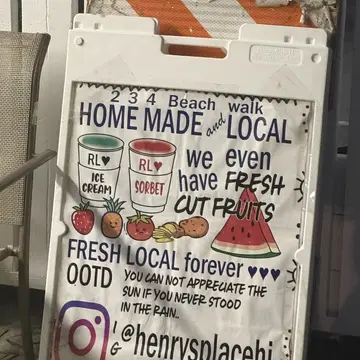 2 3 4 Beach walk
HOME MADE and LOCAL
RL♥ ICE CREAM
RL♥ SORBET
we even
have FRESH
CUT FRUITS
FRESH LOCAL forever ♥♥♥
OOTD
YOU CAN NOT APPRECIATE THE
SUN IF YOU NEVER STOOD
IN THE RAIN..
IG @henrysplacehi